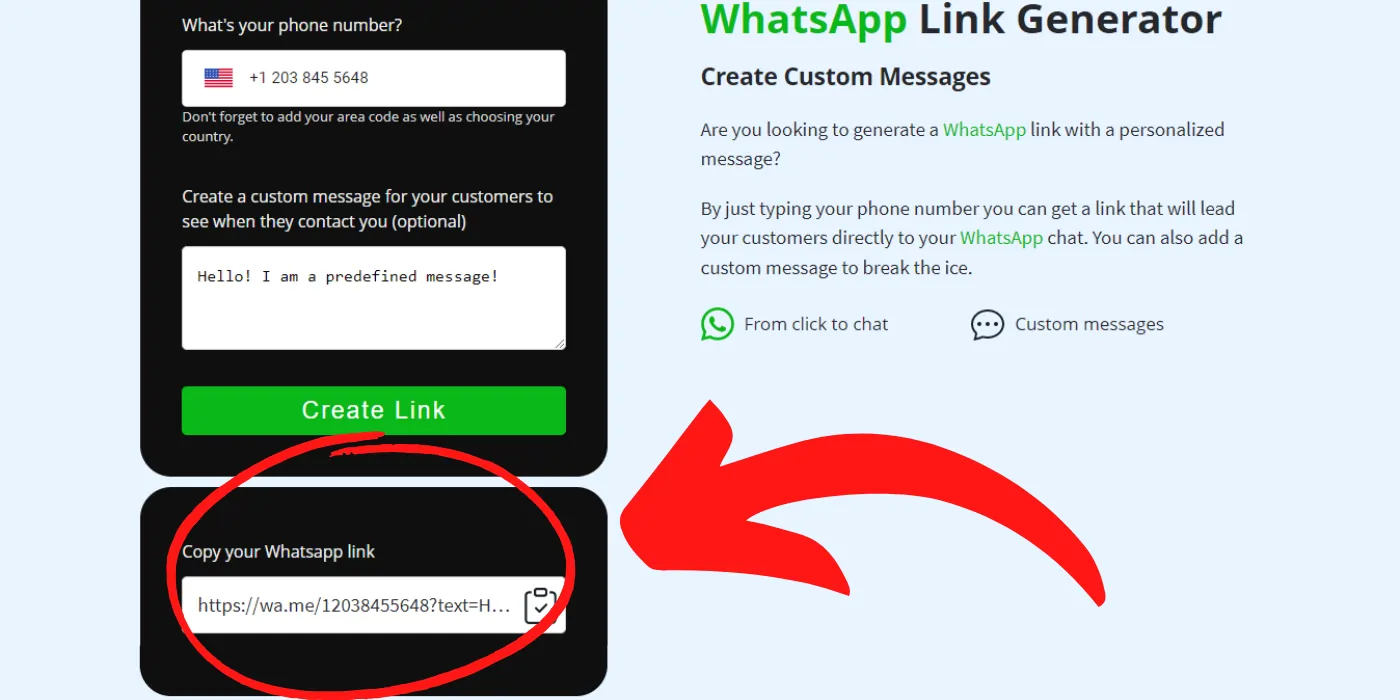 What's your phone number?
+1 203 845 5648
Don't forget to add your area code as well as choosing your
country.
Create a custom message for your customers to
see when they contact you (optional)
Hello! I am a predefined message!
Create Link
Copy your Whatsapp link
https://wa.me/12038455648?text=H...
WhatsApp Link Generator
Create Custom Messages
Are you looking to generate a WhatsApp link with a personalized
message?
By just typing your phone number you can get a link that will lead
your customers directly to your WhatsApp chat. You can also add a
custom message to break the ice.
From click to chat
Custom messages